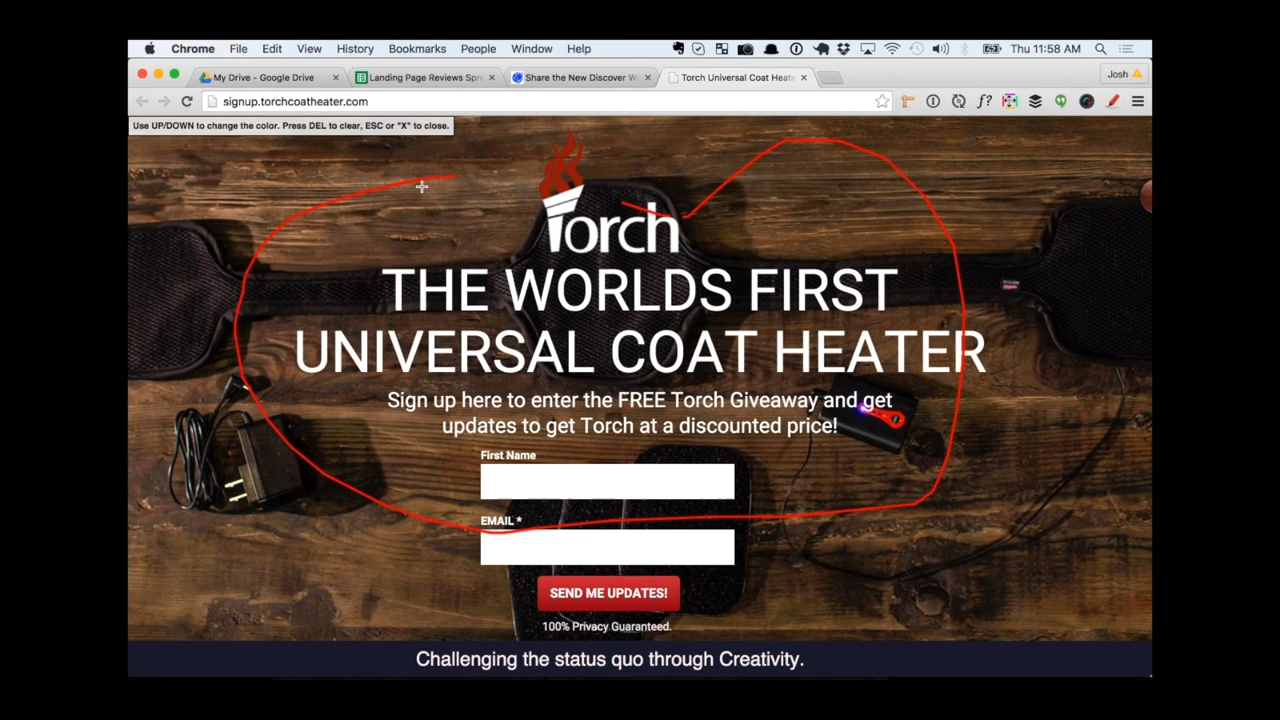 Chrome File Edit View History Bookmarks People Window Help Thu 11:58 AM
My Drive - Google Drive Landing Page Reviews Spr Share the New Discover W Torch Universal Coat Heate Josh
signup.torchcoatheater.com f?
Use UP/DOWN to change the color. Press DEL to clear, ESC or "X" to close.
Torch
THE WORLDS FIRST
UNIVERSAL COAT HEATER
Sign up here to enter the FREE Torch Giveaway and get
updates to get Torch at a discounted price!
First Name
EMAIL *
SEND ME UPDATES!
100% Privacy Guaranteed.
Challenging the status quo through Creativity.